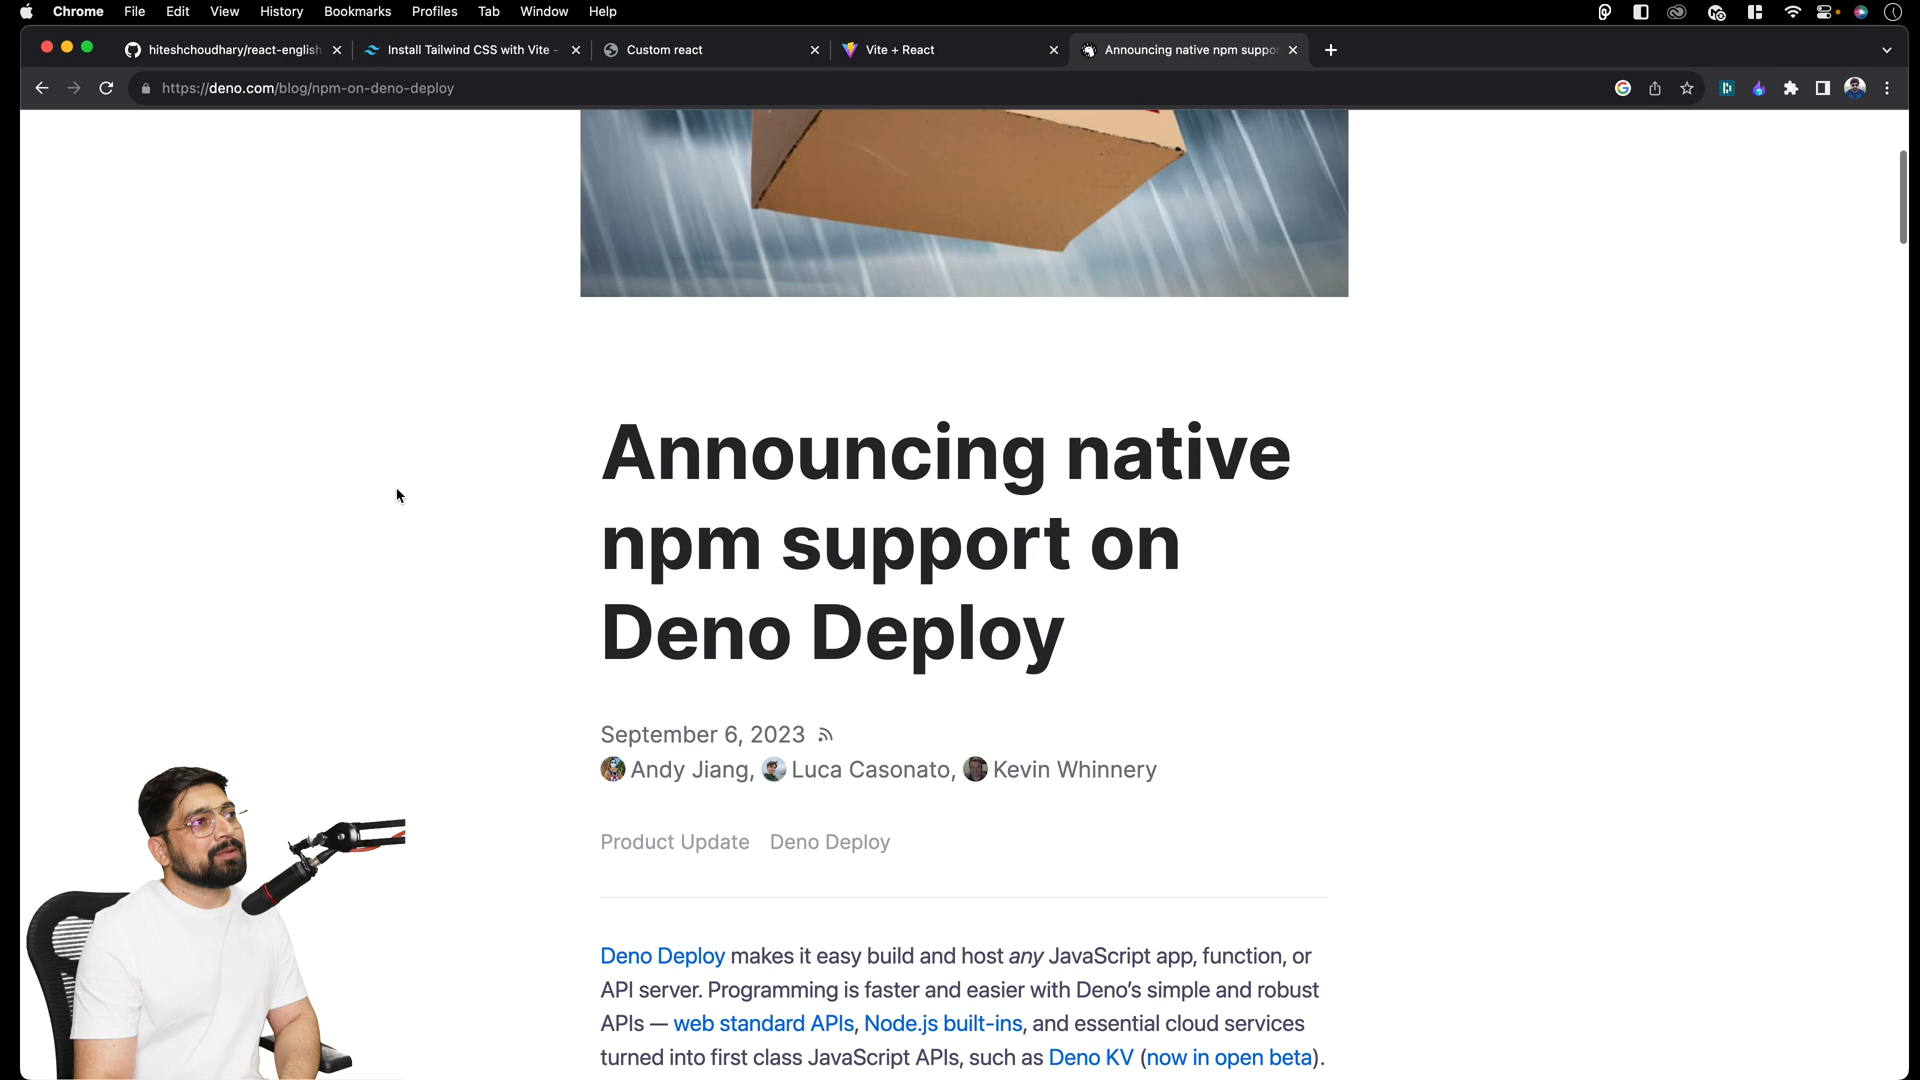 Chrome File Edit View History Bookmarks Profiles Tab Window Help
hiteshchoudhary/react-english
Install Tailwind CSS with Vite -
Custom react
Vite + React
Announcing native npm suppo
https://deno.com/blog/npm-on-deno-deploy
Announcing native
npm support on
Deno Deploy
September 6, 2023
Andy Jiang, Luca Casonato, Kevin Whinnery
Product Update Deno Deploy
Deno Deploy makes it easy build and host any JavaScript app, function, or
API server. Programming is faster and easier with Deno’s simple and robust
APIs — web standard APIs, Node.js built-ins, and essential cloud services
turned into first class JavaScript APIs, such as Deno KV (now in open beta).